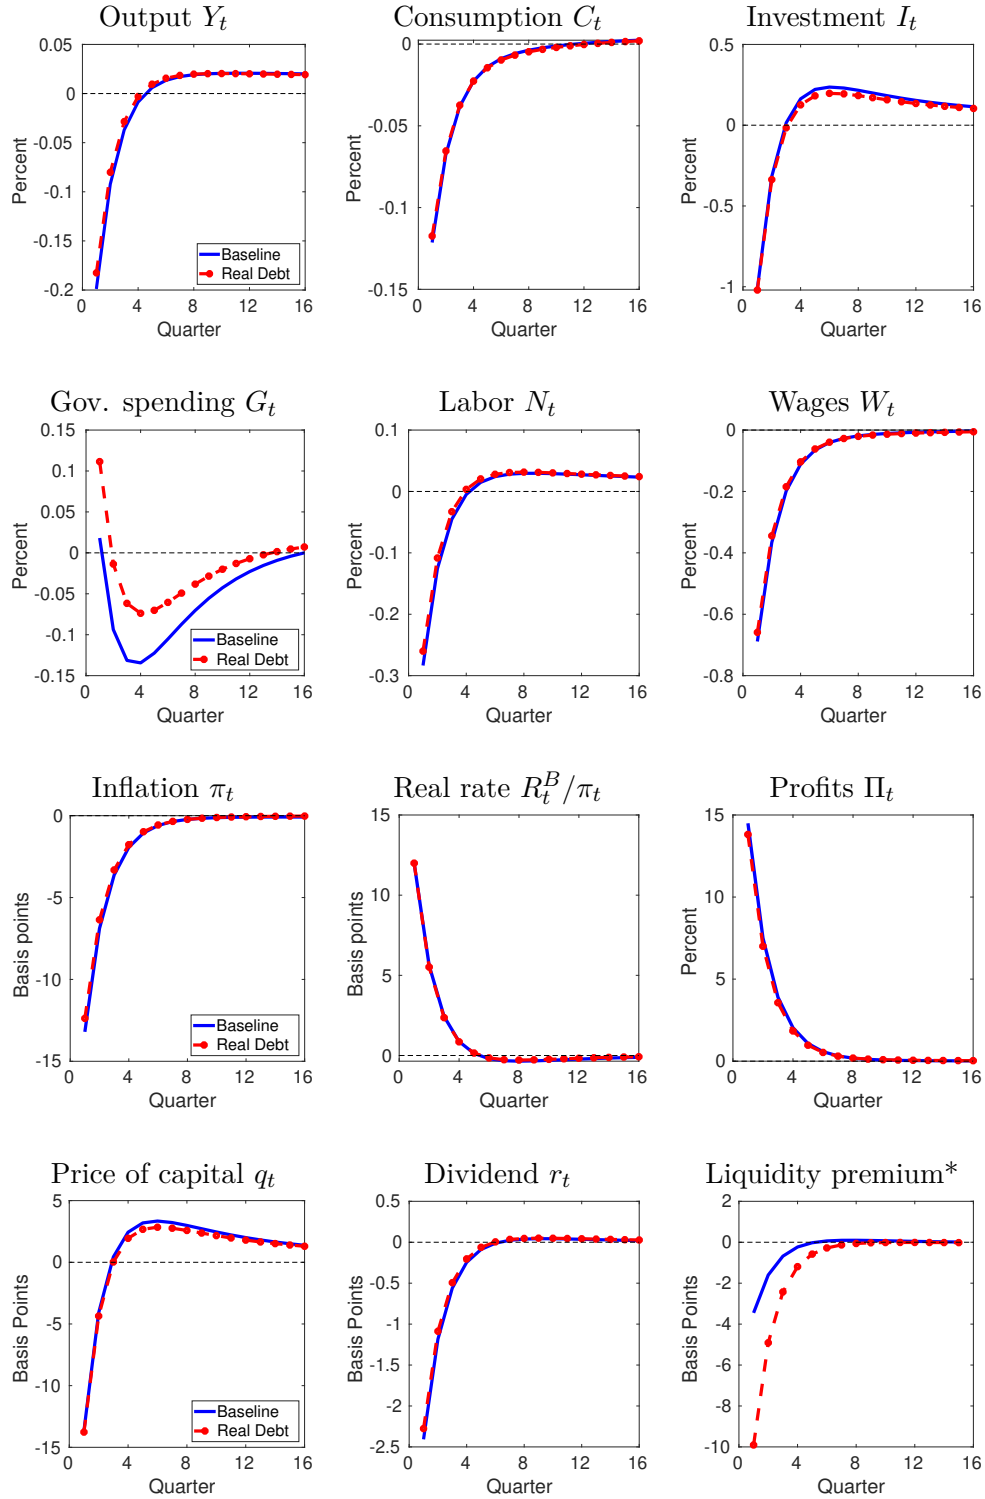 Output Y_t
Consumption C_t
Investment I_t
0.05
0
-0.05
-0.1
-0.15
-0.2
Percent
0 4 8 12 16
Quarter
Baseline
Real Debt
0
-0.05
-0.1
-0.15
Percent
0 4 8 12 16
Quarter
0.5
0
-0.5
-1
Percent
0 4 8 12 16
Quarter
Gov. spending G_t
Labor N_t
Wages W_t
0.15
0.1
0.05
0
-0.05
-0.1
-0.15
Percent
0 4 8 12 16
Quarter
Baseline
Real Debt
0.1
0
-0.1
-0.2
-0.3
Percent
0 4 8 12 16
Quarter
0
-0.2
-0.4
-0.6
-0.8
Percent
0 4 8 12 16
Quarter
Inflation π_t
Real rate R_t^B/π_t
Profits Π_t
0
-5
-10
-15
Basis points
0 4 8 12 16
Quarter
Baseline
Real Debt
15
10
5
0
Basis points
0 4 8 12 16
Quarter
15
10
5
0
Percent
0 4 8 12 16
Quarter
Price of capital q_t
Dividend r_t
Liquidity premium*
5
0
-5
-10
-15
Basis Points
0 4 8 12 16
Quarter
Baseline
Real Debt
0.5
0
-0.5
-1
-1.5
-2
-2.5
Basis Points
0 4 8 12 16
Quarter
2
0
-2
-4
-6
-8
-10
Basis Points
0 4 8 12 16
Quarter